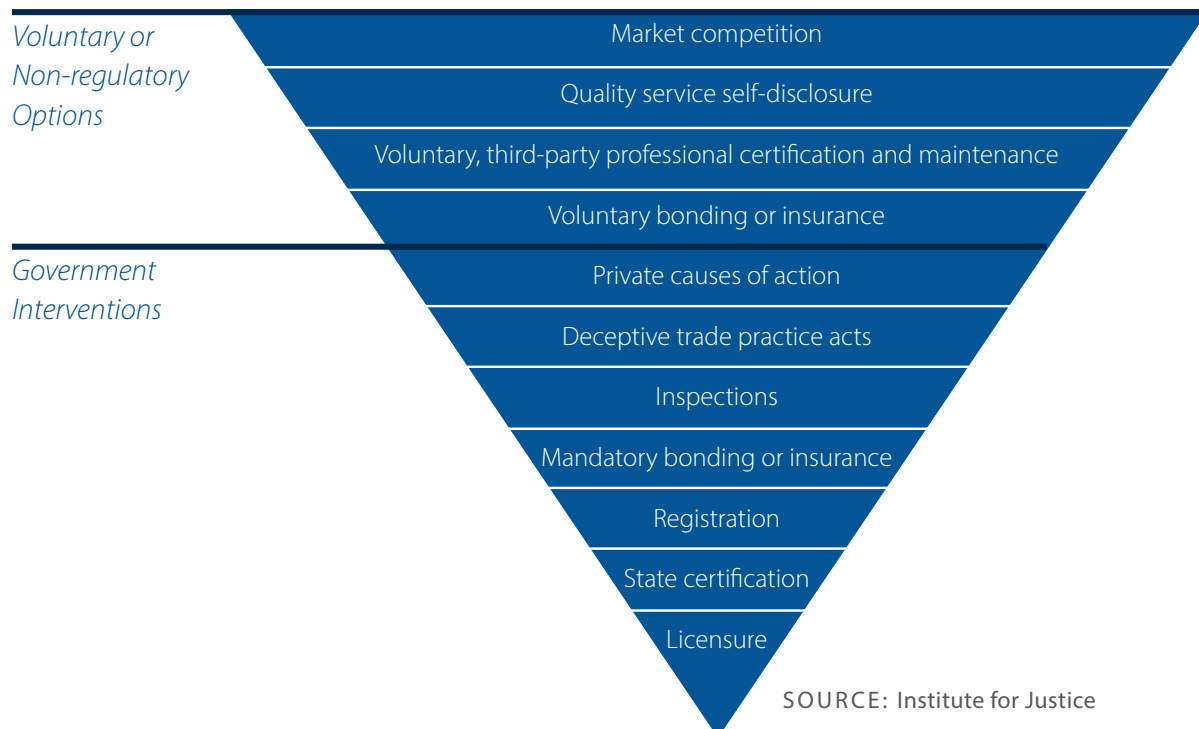 Voluntary or
Non-regulatory
Options
Market competition
Quality service self-disclosure
Voluntary, third-party professional certification and maintenance
Voluntary bonding or insurance
Government
Interventions
Private causes of action
Deceptive trade practice acts
Inspections
Mandatory bonding or insurance
Registration
State certification
Licensure
SOURCE: Institute for Justice